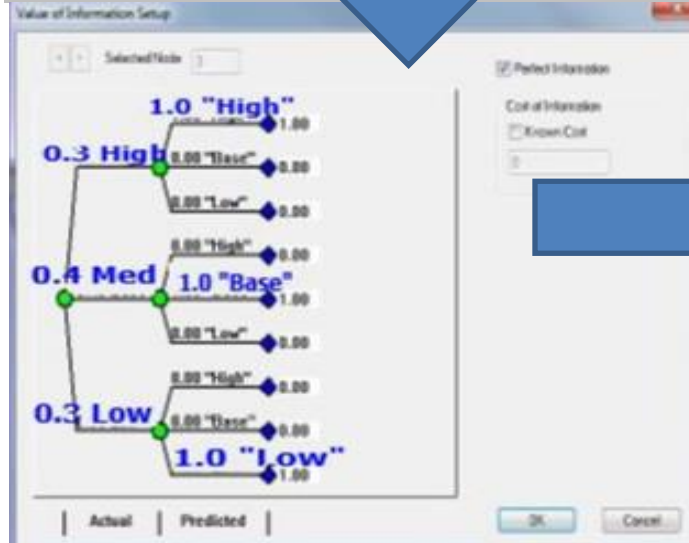 Value of Information Setup
Selected Node 3
Perfect Information
Cost of Information
Known Cost
0
1.0 "High"
1.00
0.3 High
0.00 "Base"
0.00
0.00 "Low"
0.00
0.00 "High"
0.00
0.4 Med
1.0 "Base"
1.00
0.00 "Low"
0.00
0.00 "High"
0.00
0.3 Low
0.00 "Base"
0.00
1.0 "Low"
1.00
Actual | Predicted |
OK
Cancel